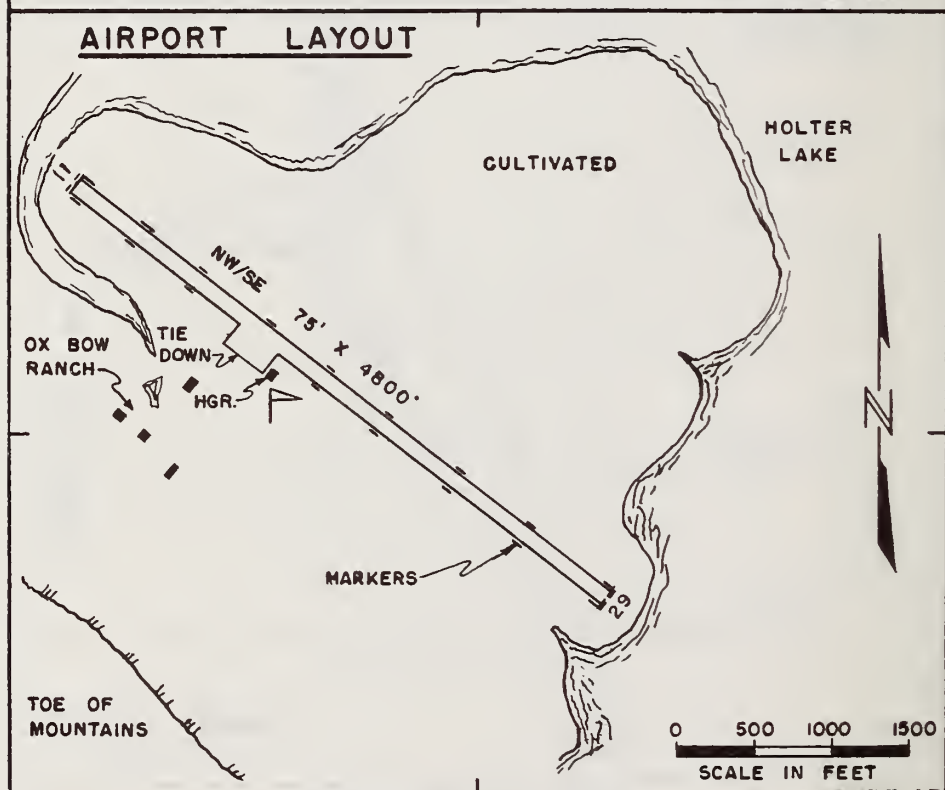 AIRPORT LAYOUT
HOLTER
LAKE
CULTIVATED
NW/SE 75' X 4800'
OX BOW
RANCH
TIE
DOWN
HGR.
N
MARKERS
29
TOE OF
MOUNTAINS
0 500 1000 1500
SCALE IN FEET